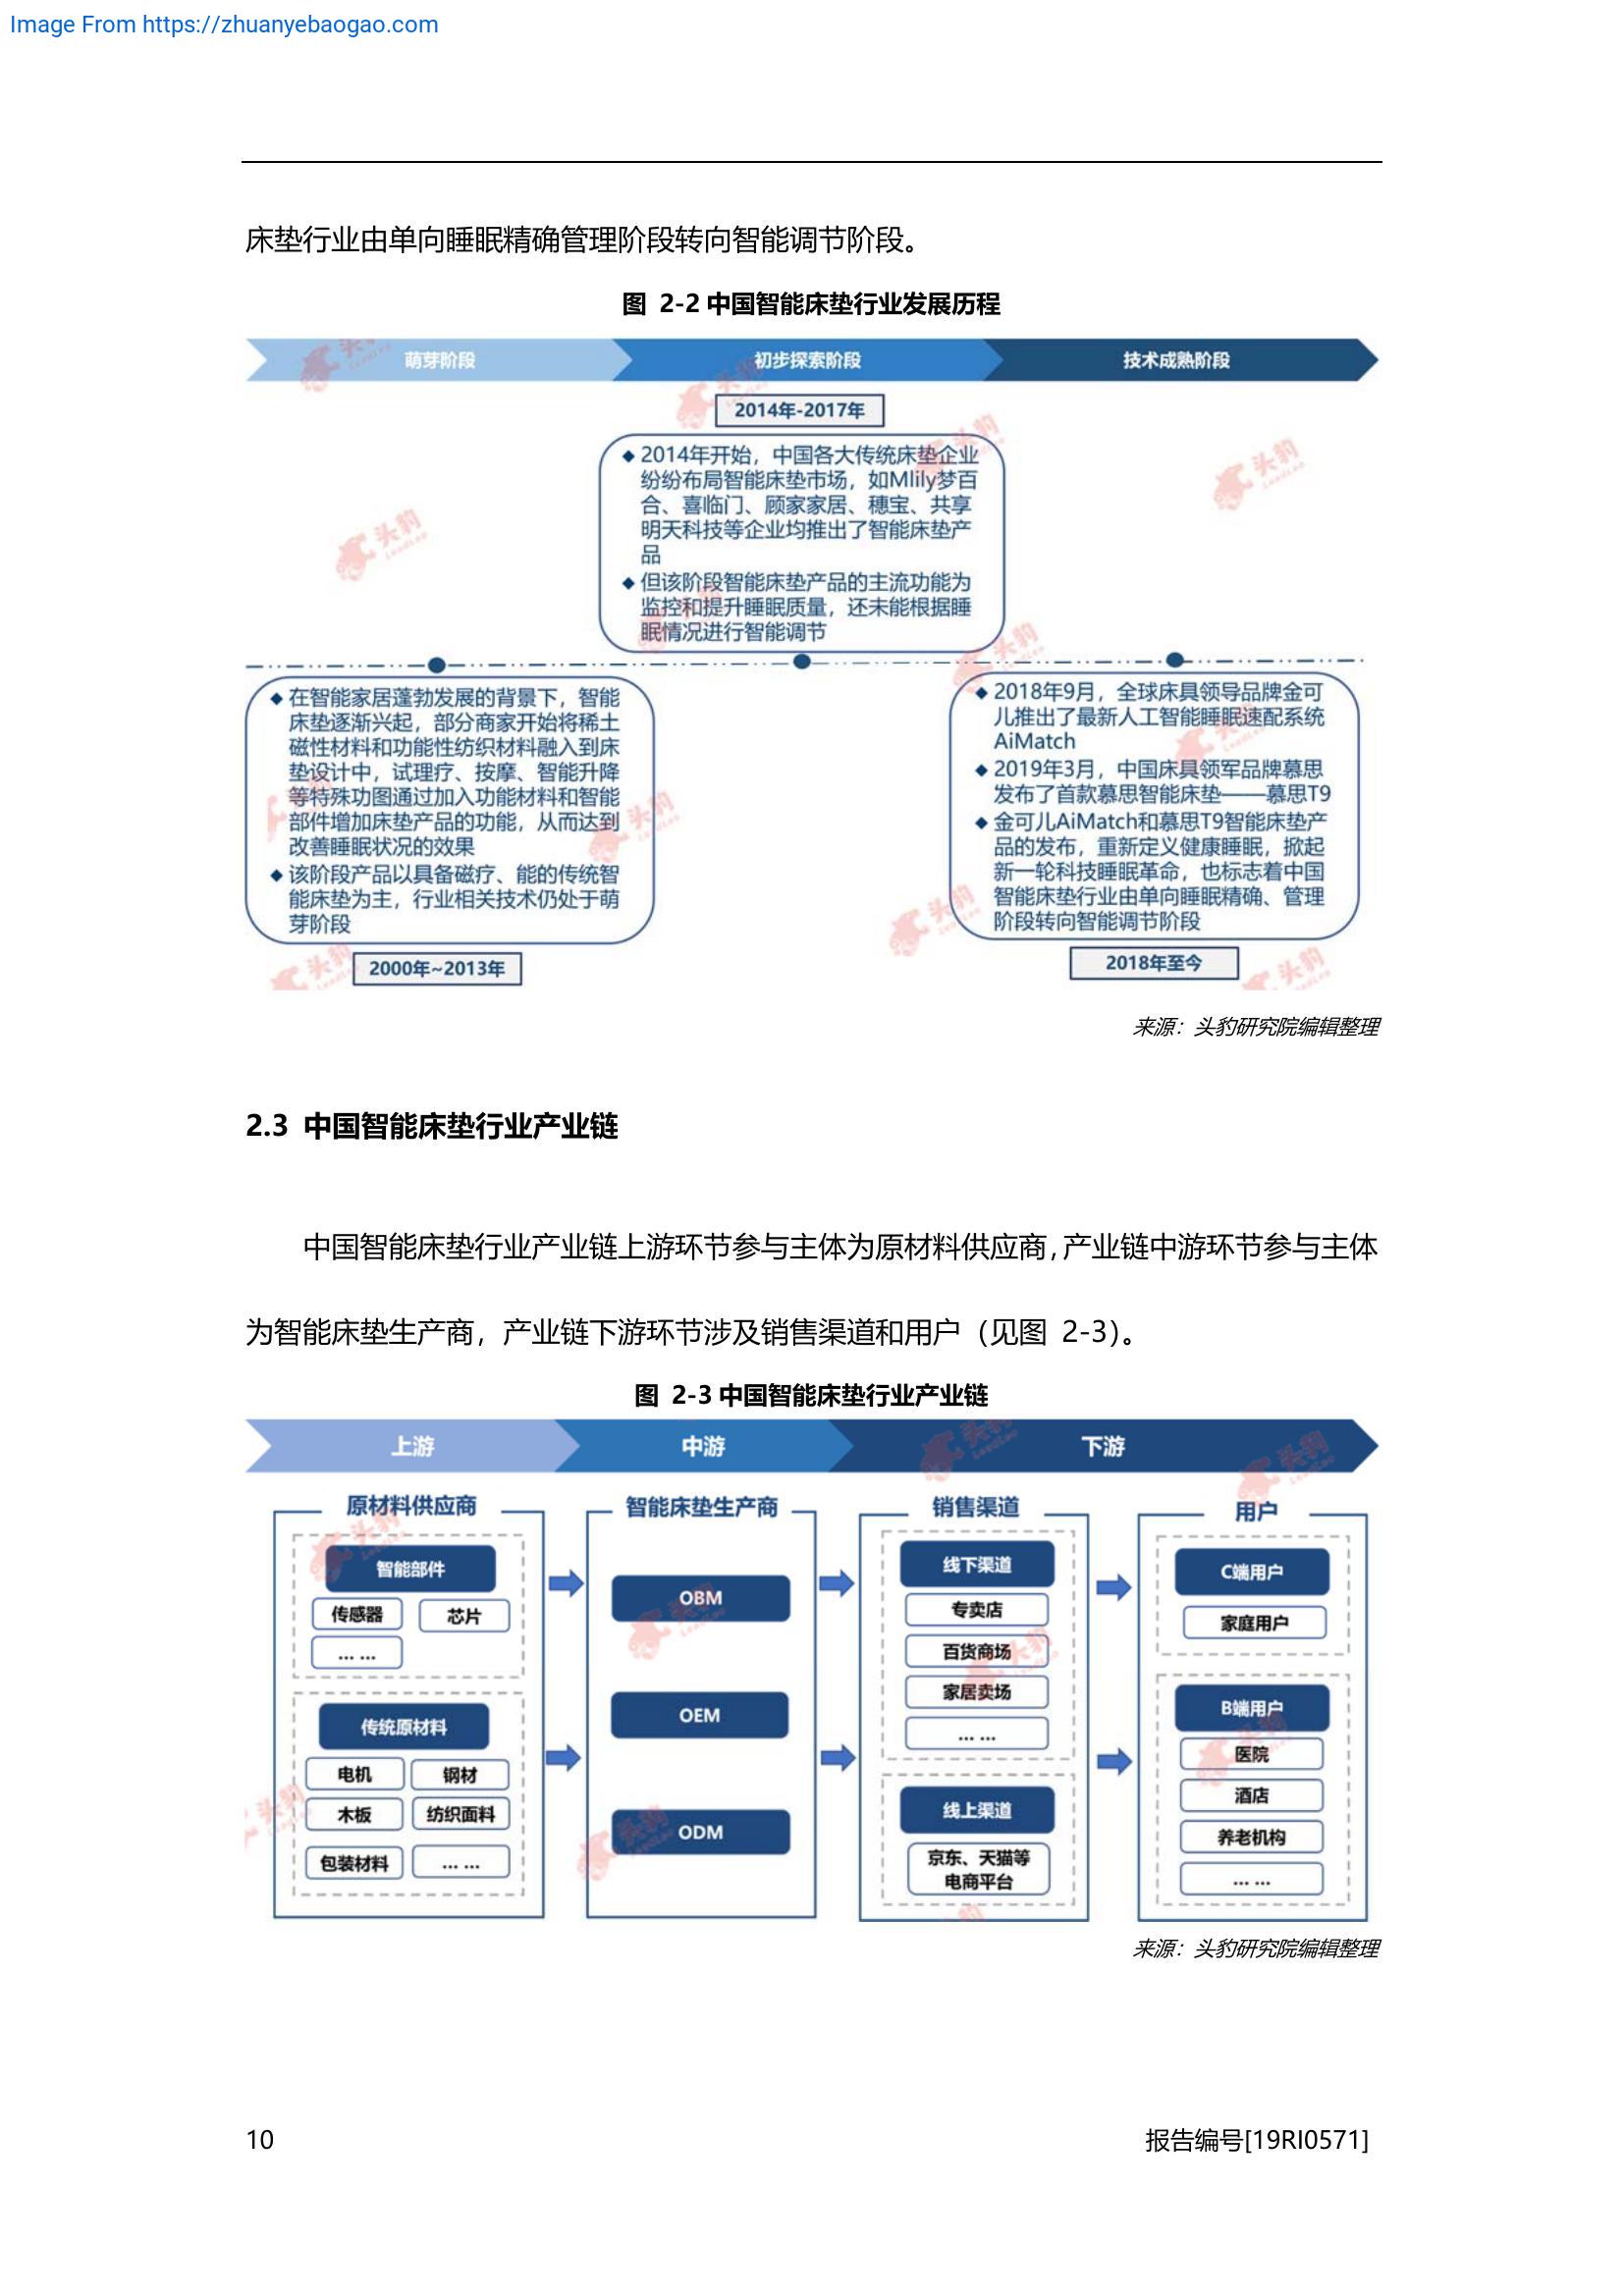 Image From https://zhuanyebaogao.com
床垫行业由单向睡眠精确管理阶段转向智能调节阶段。
图 2-2 中国智能床垫行业发展历程
萌芽阶段
初步探索阶段
技术成熟阶段
2014年-2017年
◆ 2014年开始，中国各大传统床垫企业
纷纷布局智能床垫市场，如Mlily梦百
合、喜临门、顾家家居、穗宝、共享
明天科技等企业均推出了智能床垫产
品
◆ 但该阶段智能床垫产品的主流功能为
监控和提升睡眠质量，还未能根据睡
眠情况进行智能调节
◆ 在智能家居蓬勃发展的背景下，智能
床垫逐渐兴起，部分商家开始将稀土
磁性材料和功能性纺织材料融入到床
垫设计中，试理疗、按摩、智能升降
等特殊功图通过加入功能材料和智能
部件增加床垫产品的功能，从而达到
改善睡眠状况的效果
◆ 该阶段产品以具备磁疗、能的传统智
能床垫为主，行业相关技术仍处于萌
芽阶段
2000年~2013年
◆ 2018年9月，全球床具领导品牌金可
儿推出了最新人工智能睡眠速配系统
AiMatch
◆ 2019年3月，中国床具领军品牌慕思
发布了首款慕思智能床垫——慕思T9
◆ 金可儿AiMatch和慕思T9智能床垫产
品的发布，重新定义健康睡眠，掀起
新一轮科技睡眠革命，也标志着中国
智能床垫行业由单向睡眠精确、管理
阶段转向智能调节阶段
2018年至今
来源：头豹研究院编辑整理
2.3 中国智能床垫行业产业链
中国智能床垫行业产业链上游环节参与主体为原材料供应商，产业链中游环节参与主体
为智能床垫生产商，产业链下游环节涉及销售渠道和用户（见图 2-3）。
图 2-3 中国智能床垫行业产业链
上游
中游
下游
原材料供应商
智能部件
传感器
芯片
... ...
传统原材料
电机
钢材
木板
纺织面料
包装材料
... ...
智能床垫生产商
OBM
OEM
ODM
销售渠道
线下渠道
专卖店
百货商场
家居卖场
... ...
线上渠道
京东、天猫等
电商平台
用户
C端用户
家庭用户
B端用户
医院
酒店
养老机构
... ...
来源：头豹研究院编辑整理
10
报告编号[19RI0571]